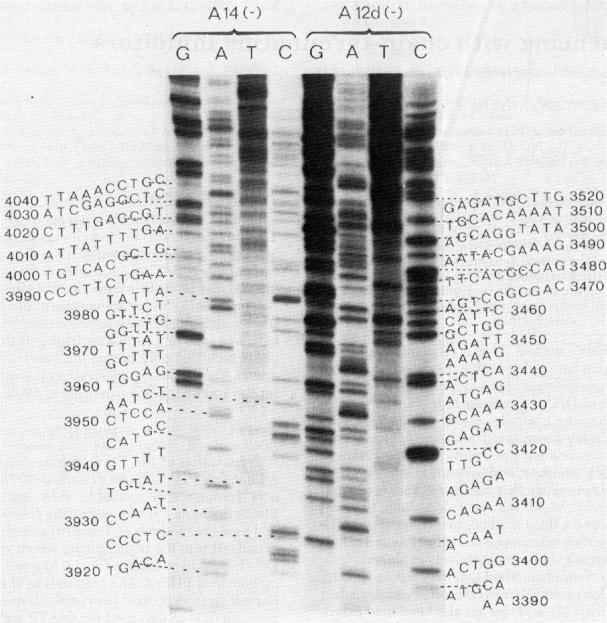 A14(-) A12d(-)
G A T C G A T C
4040 TTAAACCTGC
4030 ATCGAGGCTC
4020 CTTTGAGCGT
4010 ATTATTTTGA
4000 TGTCACGCTG
3990 CCCTTCTGAA
TATTA
3980 GTTCT
GGTTG
3970 TTTAT
GCTTT
3960 TGGAG
AATCT
3950 CTCCA
CATGC
3940 GTTTT
TGTAT
3930 CCAAT
CCCTC
3920 TGACA
GAGATGCTTG 3520
TGCACAAAAT 3510
AGCAGGTATA 3500
AATACGAAAG 3490
TTCACGCCAG 3480
AGTCGGCGAC 3470
CATTC 3460
GCTGG
AGATT 3450
AAAAG
ACTCA 3440
ATGAG
GCAAA 3430
GAGAT
TTGCC 3420
AGAGA
CAGAA 3410
ACAAT
ACTGG 3400
ATGCA
AA 3390